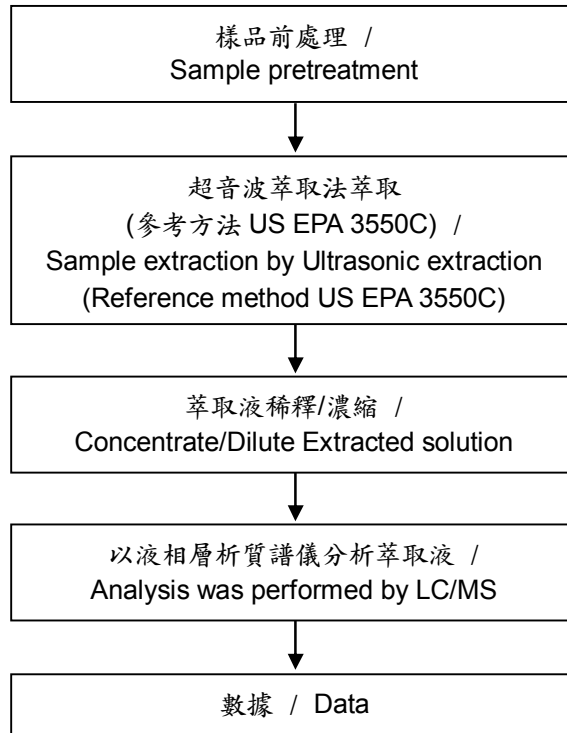 樣品前處理 /
Sample pretreatment
超音波萃取法萃取
(參考方法 US EPA 3550C) /
Sample extraction by Ultrasonic extraction
(Reference method US EPA 3550C)
萃取液稀釋/濃縮 /
Concentrate/Dilute Extracted solution
以液相層析質譜儀分析萃取液 /
Analysis was performed by LC/MS
數據 / Data